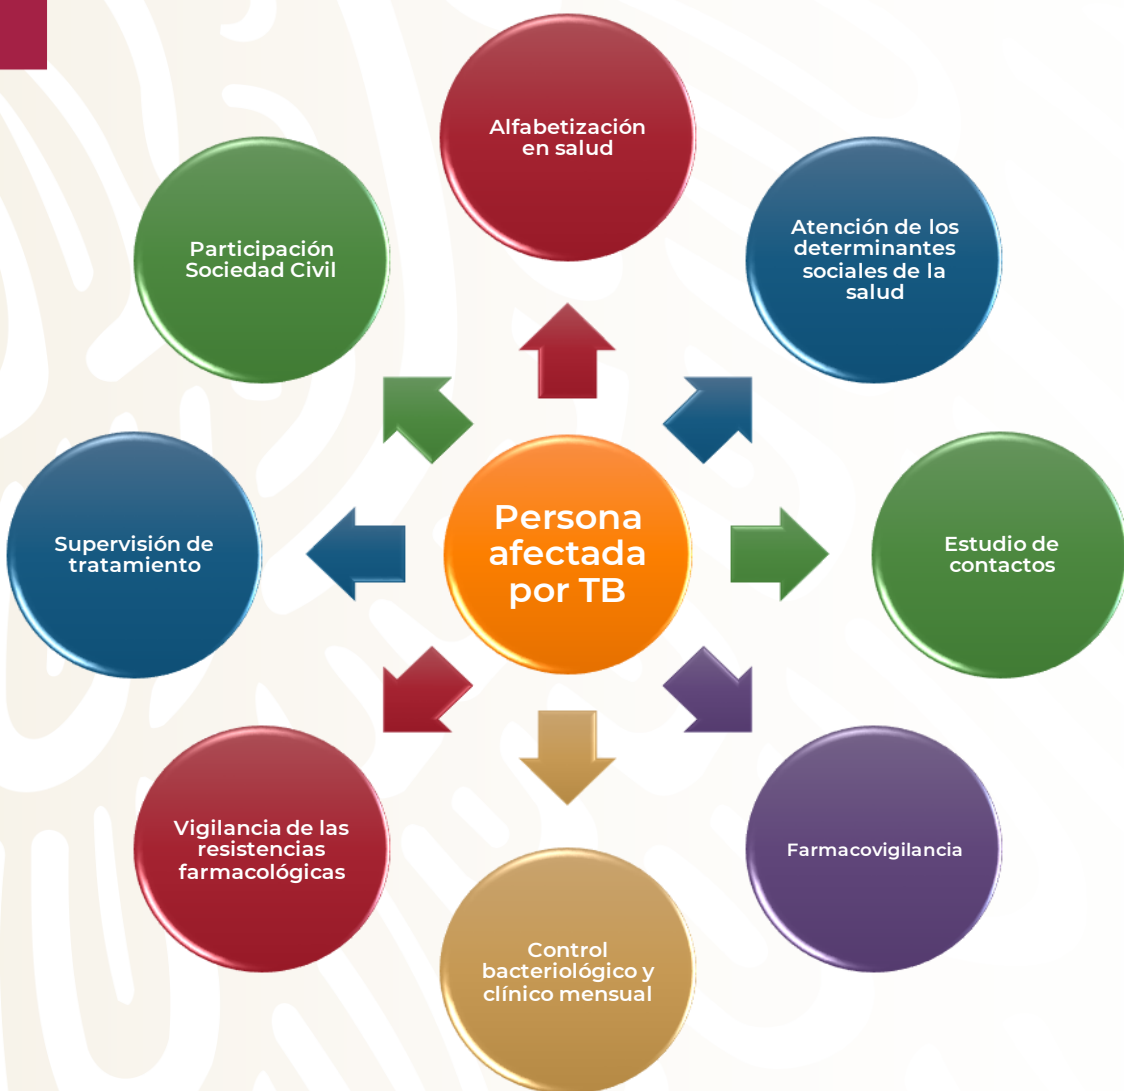 Alfabetización
en salud
Participación
Sociedad Civil
Atención de los
determinantes
sociales de la
salud
Persona
afectada
por TB
Supervisión de
tratamiento
Estudio de
contactos
Vigilancia de las
resistencias
farmacológicas
Farmacovigilancia
Control
bacteriológico y
clínico mensual